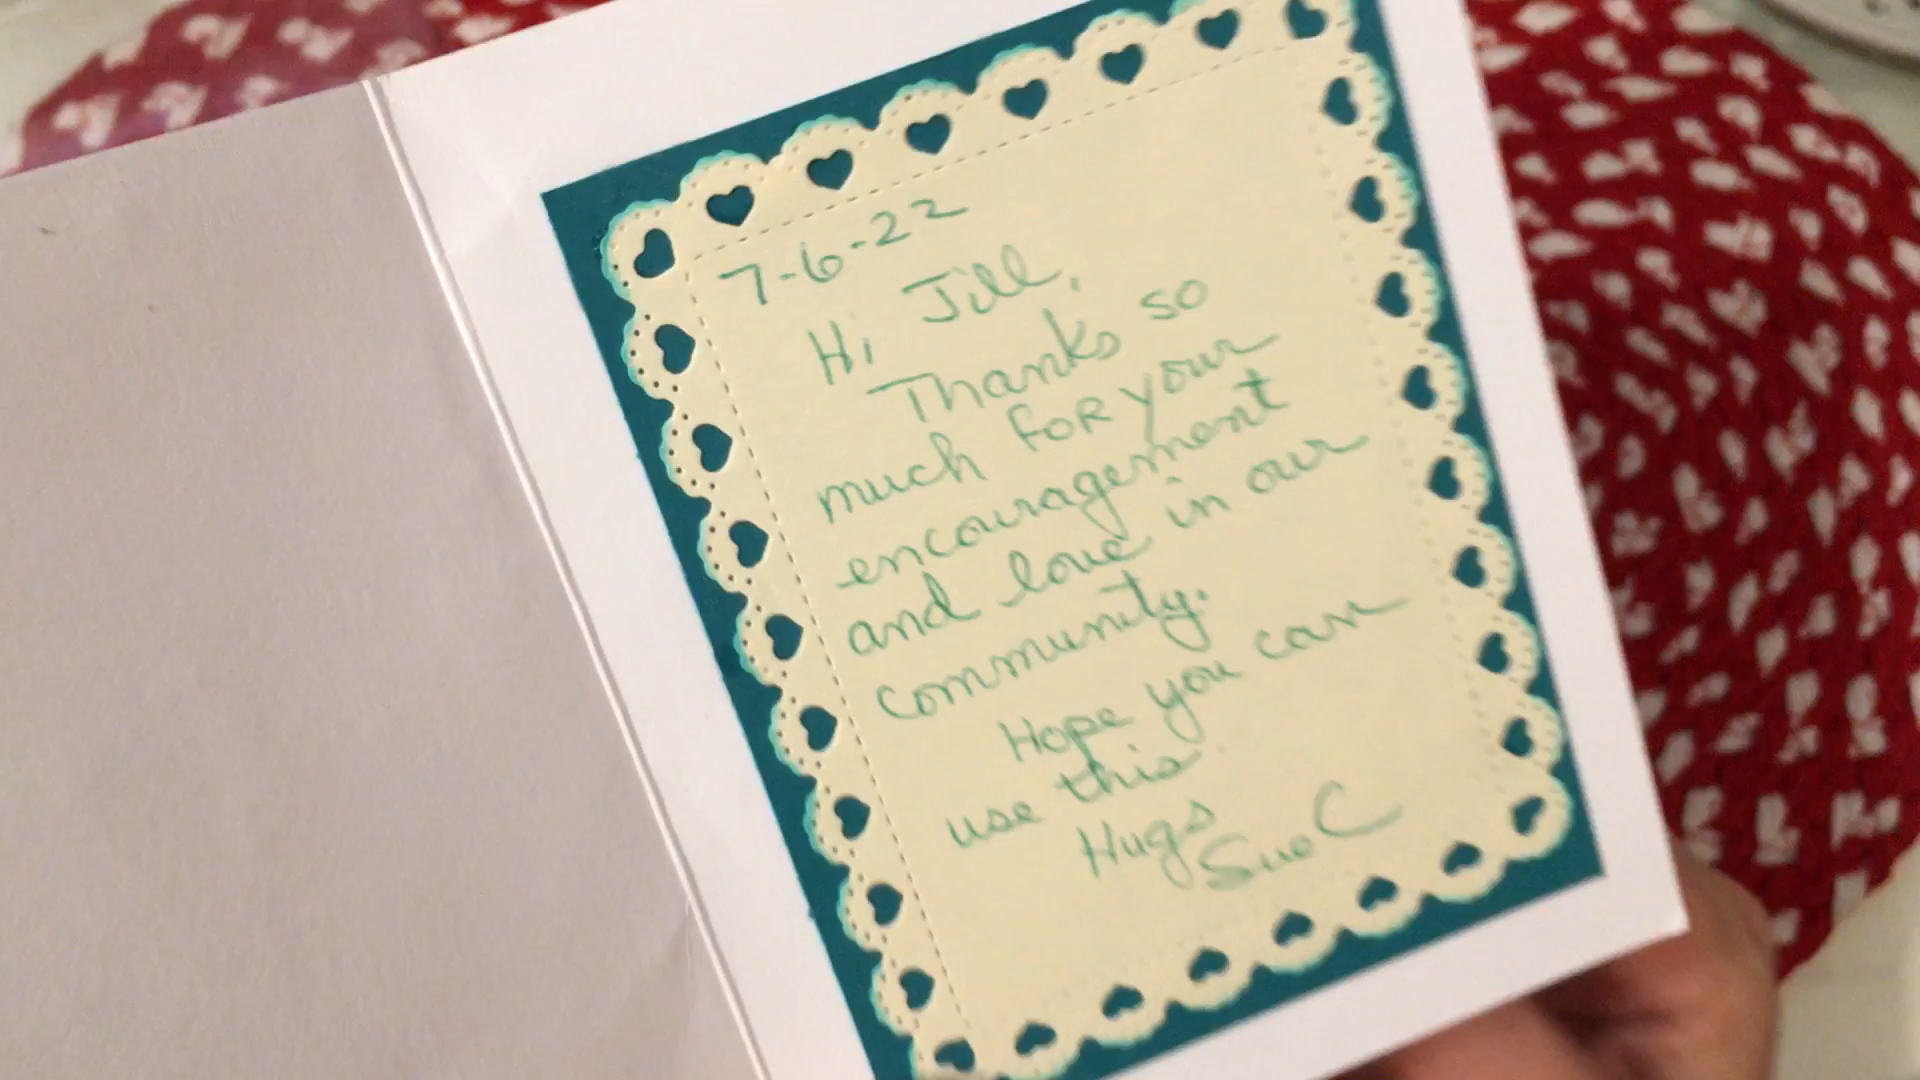 7-6-22
Hi Jill,
Thanks so
much for your
encouragement
and love in our
community.
Hope you can
use this
Hugs
Sue C